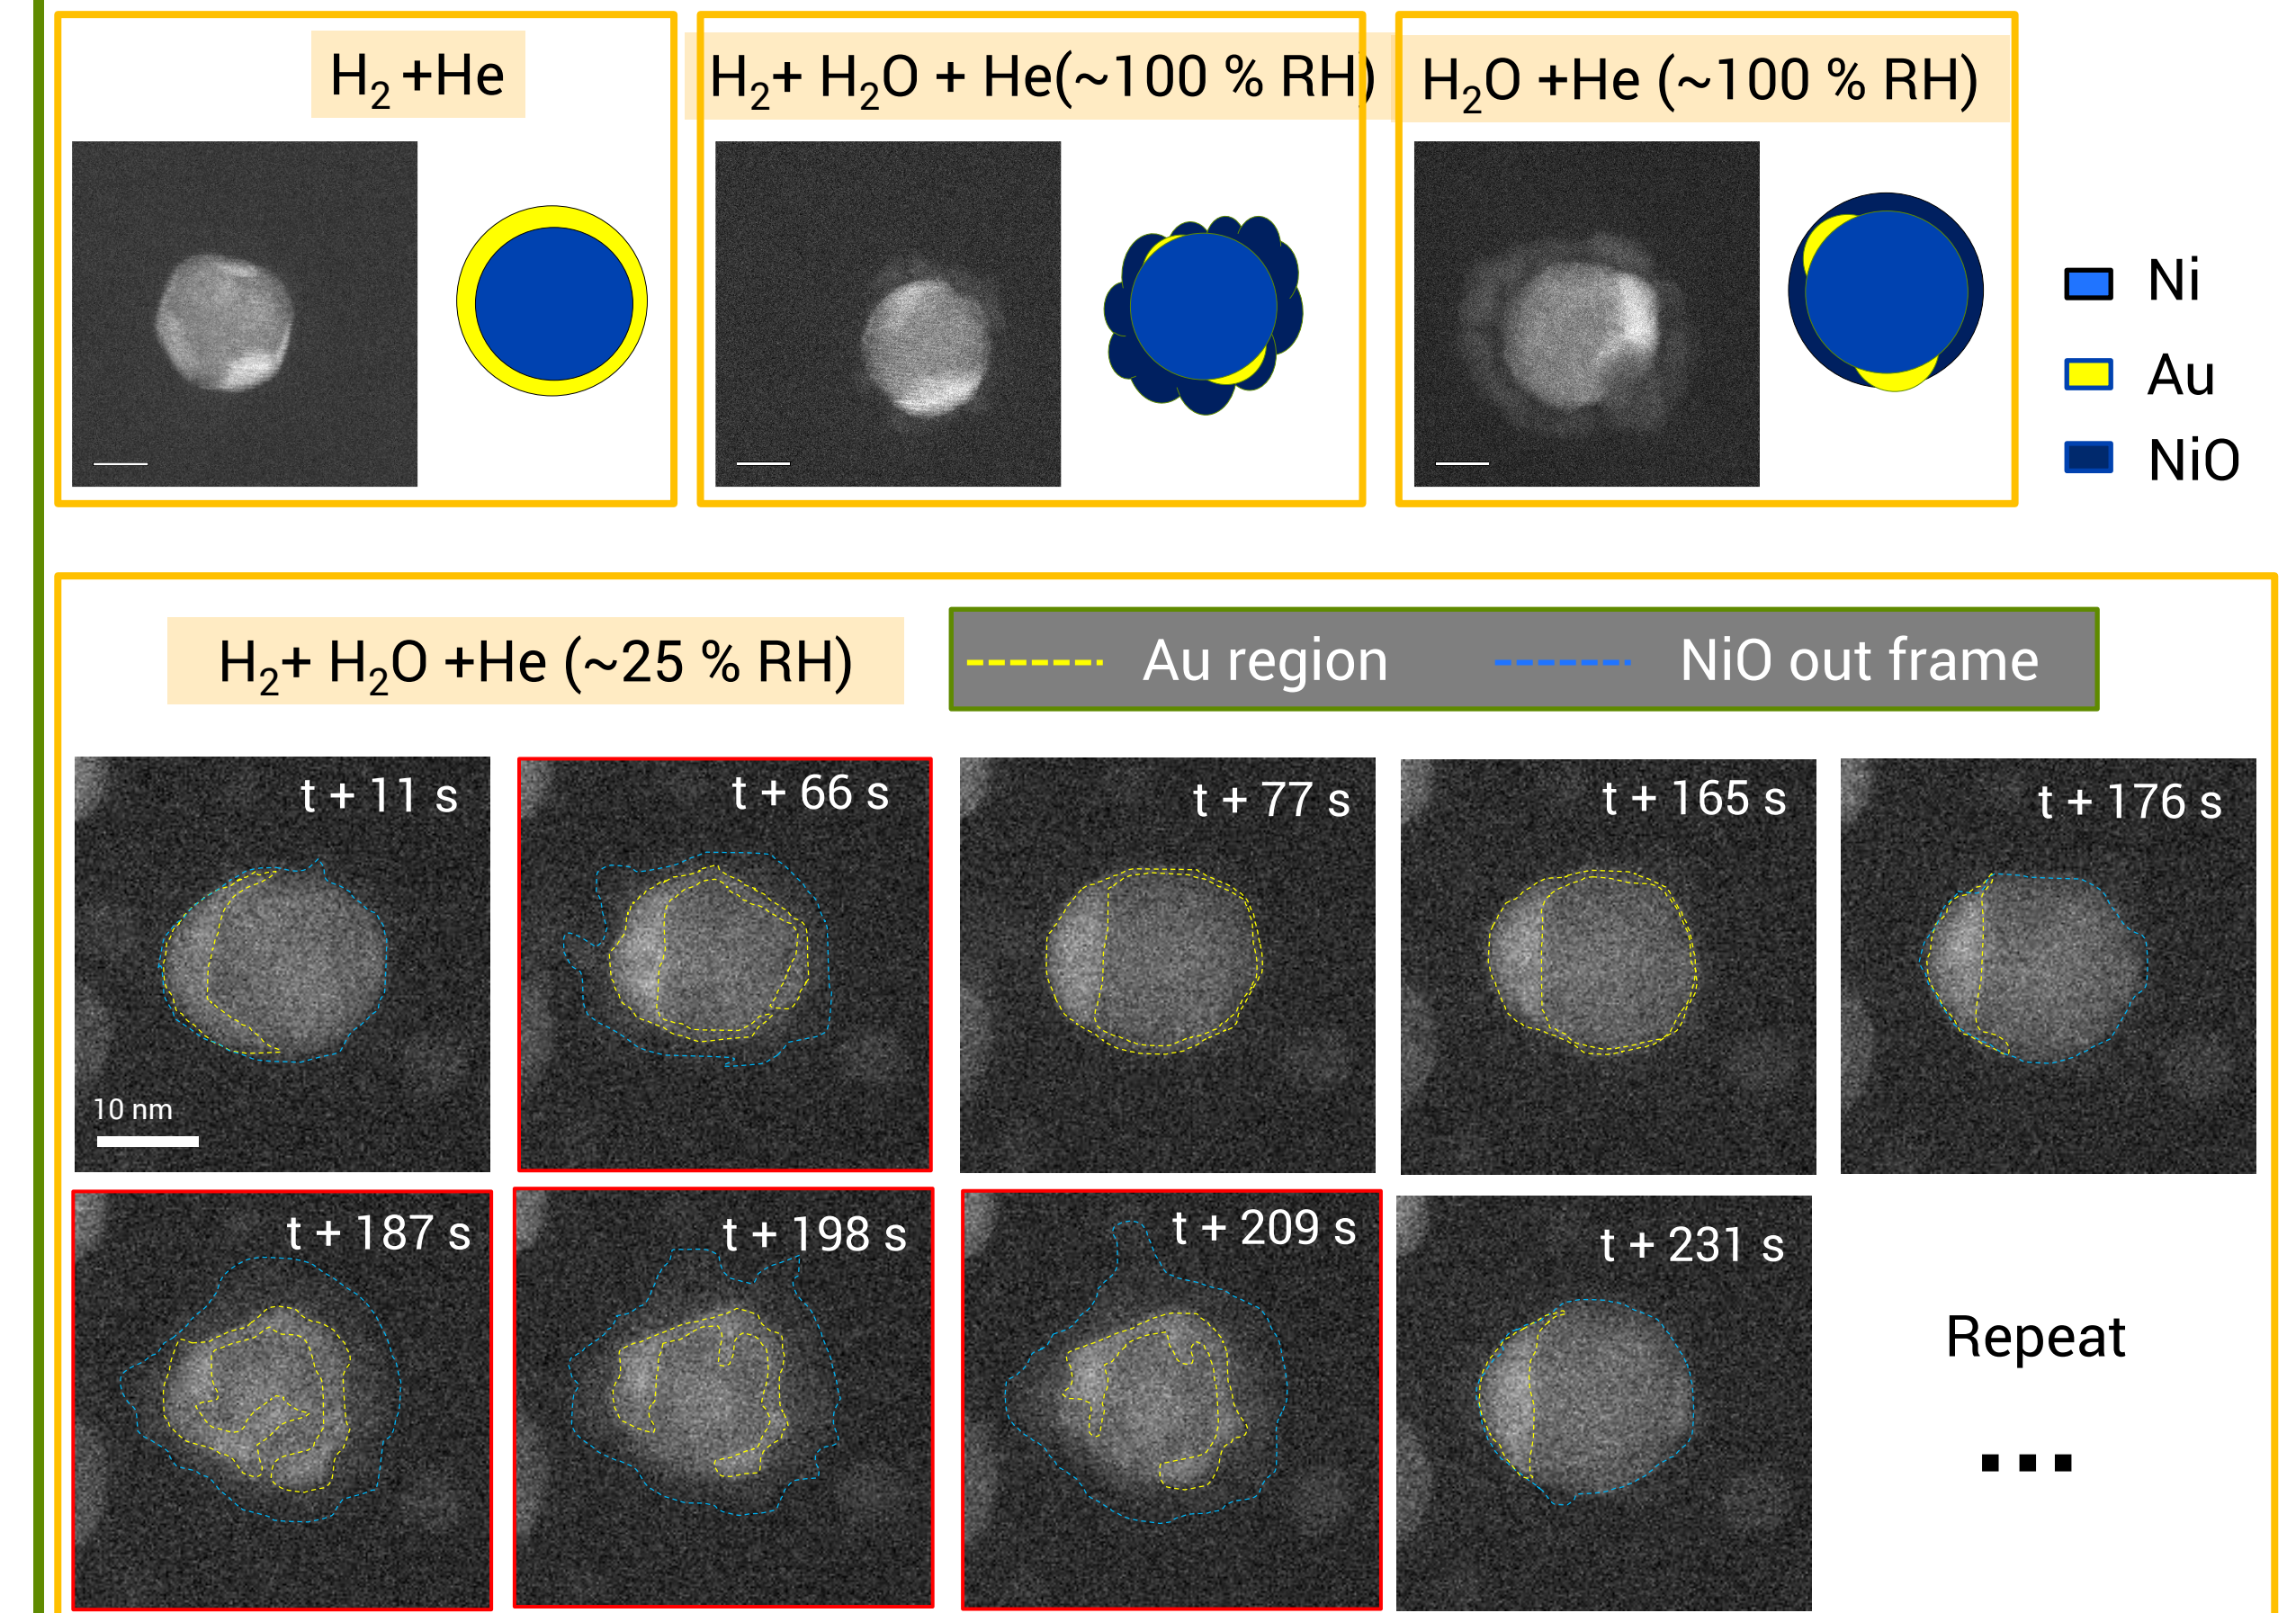 H₂ +He
H₂+ H₂O + He(~100 % RH)
H₂O +He (~100 % RH)
Ni
Au
NiO
H₂+ H₂O +He (~25 % RH)
Au region
NiO out frame
t + 11 s
10 nm
t + 66 s
t + 77 s
t + 165 s
t + 176 s
t + 187 s
t + 198 s
t + 209 s
t + 231 s
Repeat
...